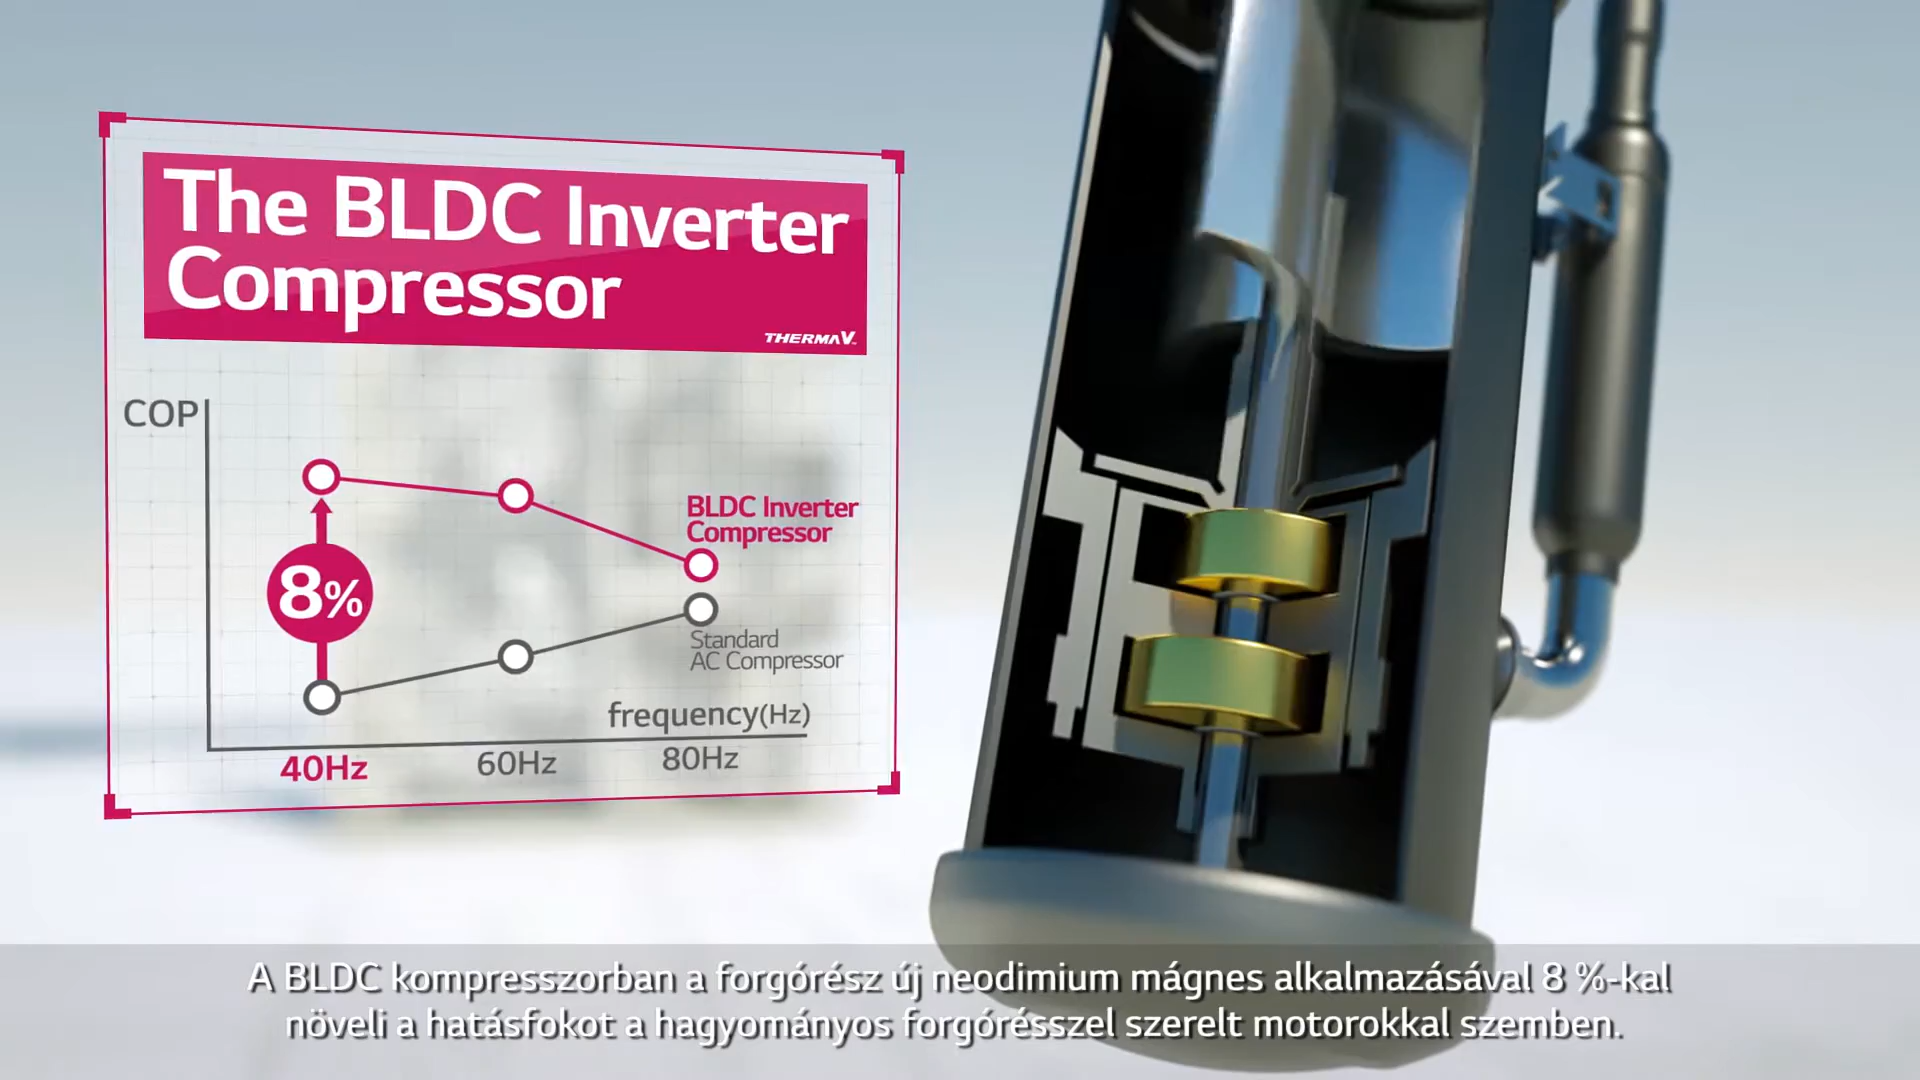 The BLDC Inverter
Compressor
THERMA V
COP
BLDC Inverter
Compressor
8%
Standard
AC Compressor
frequency(Hz)
40Hz 60Hz 80Hz
A BLDC kompresszorban a forgórész új neodimium mágnes alkalmazásával 8 %-kal
növeli a hatásfokot a hagyományos forgórésszel szerelt motorokkal szemben.